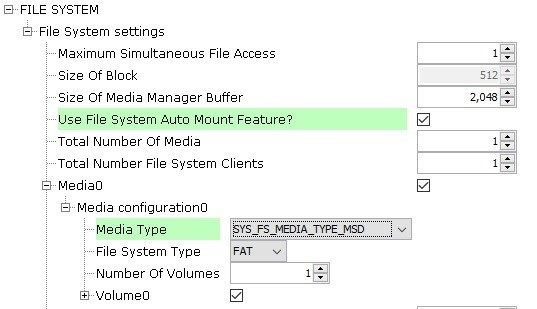 FILE SYSTEM
File System settings
Maximum Simultaneous File Access 1
Size Of Block 512
Size Of Media Manager Buffer 2,048
Use File System Auto Mount Feature?
Total Number Of Media 1
Total Number File System Clients 1
Media0
Media configuration0
Media Type SYS_FS_MEDIA_TYPE_MSD
File System Type FAT
Number Of Volumes 1
Volume0